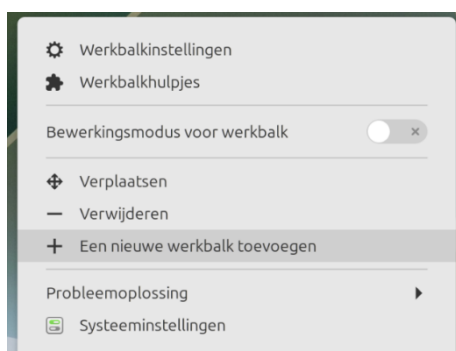 Werkbalkinstellingen
Werkbalkhulpjes
Bewerkingsmodus voor werkbalk
Verplaatsen
Verwijderen
Een nieuwe werkbalk toevoegen
Probleemoplossing
Systeeminstellingen